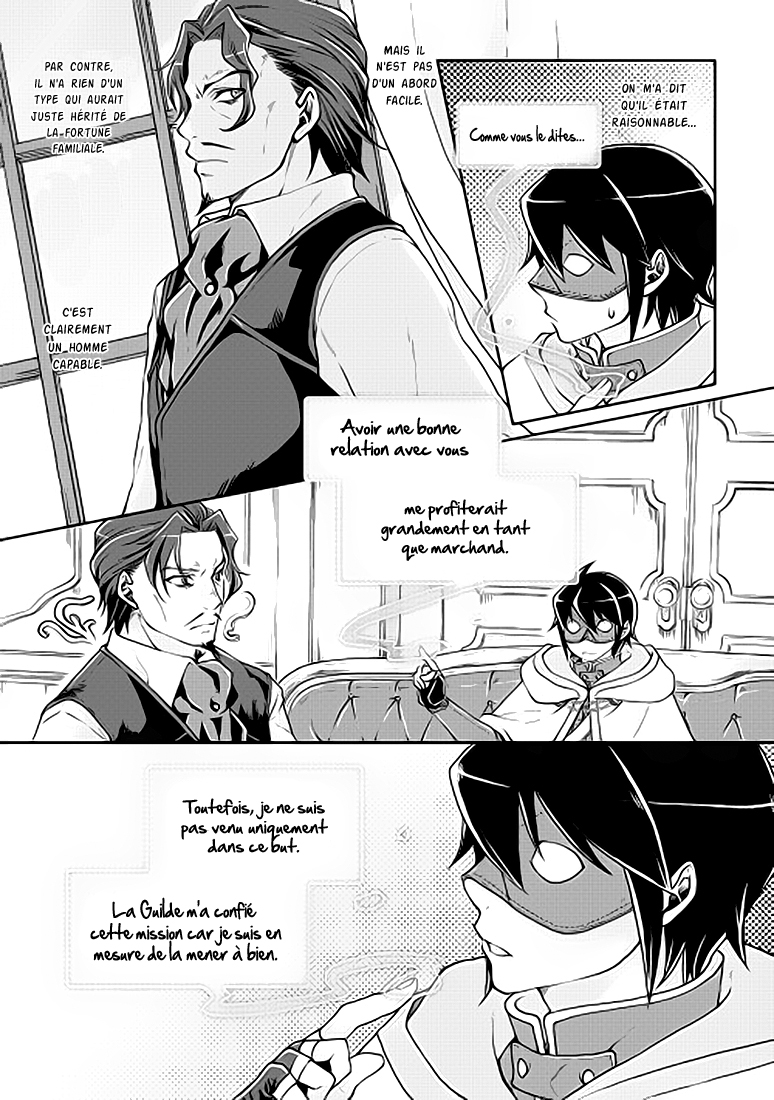 ON M'A DIT
QU'IL ÉTAIT
RAISONNABLE...
Comme vous le dites...
MAIS IL
N'EST PAS
D'UN ABORD
FACILE.
PAR CONTRE,
IL N'A RIEN D'UN
TYPE QUI AURAIT
JUSTE HÉRITÉ DE
LA FORTUNE
FAMILIALE.
C'EST
CLAIREMENT
UN HOMME
CAPABLE.
Avoir une bonne
relation avec vous
me profiterait
grandement en tant
que marchand.
Toutefois, je ne suis
pas venu uniquement
dans ce but.
La Guilde m'a confié
cette mission car je suis en
mesure de la mener à bien.